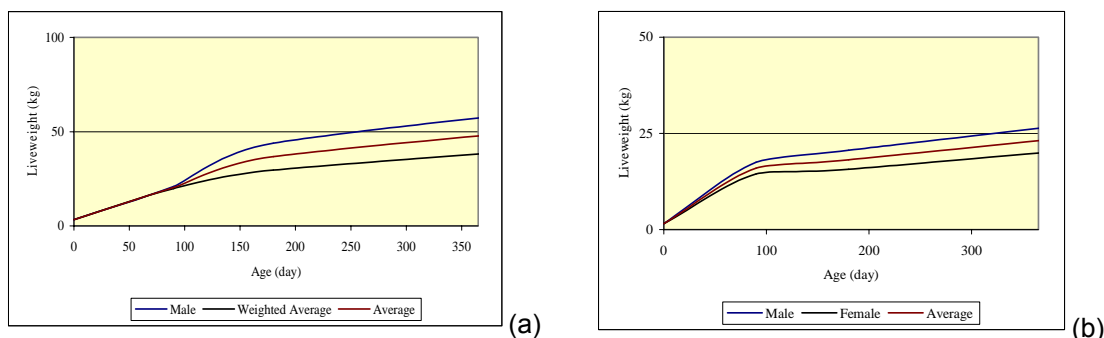 100
50
0
Liveweight (kg)
0 50 100 150 200 250 300 350
Age (day)
Male Weighted Average Average
(a)
50
25
0
Liveweight (kg)
0 100 200 300
Age (day)
Male Female Average
(b)